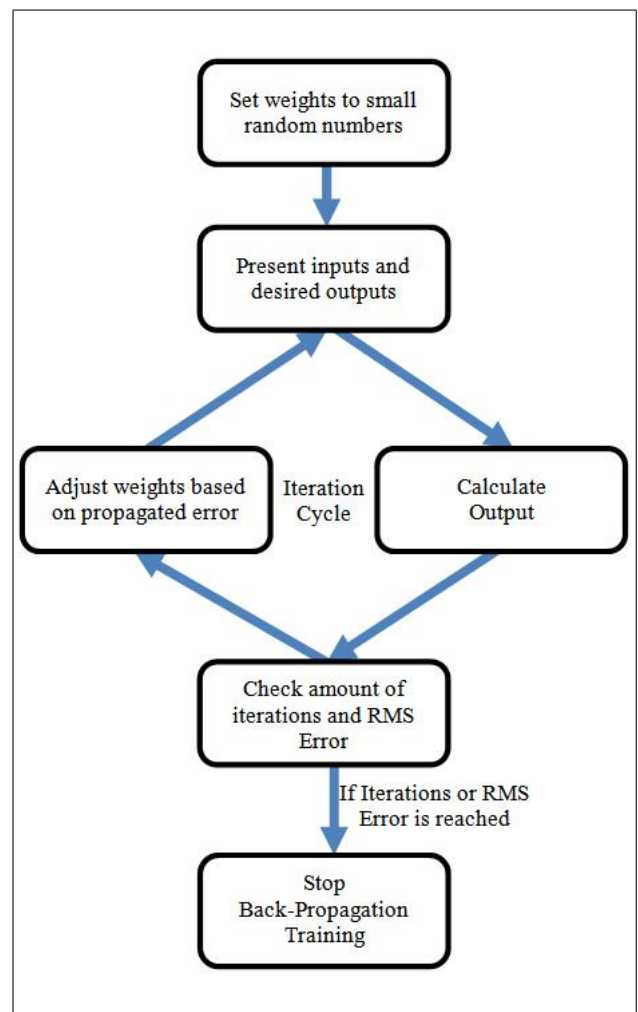 Set weights to small
random numbers
Present inputs and
desired outputs
Adjust weights based
on propagated error
Iteration
Cycle
Calculate
Output
Check amount of
iterations and RMS
Error
If Iterations or RMS
Error is reached
Stop
Back-Propagation
Training